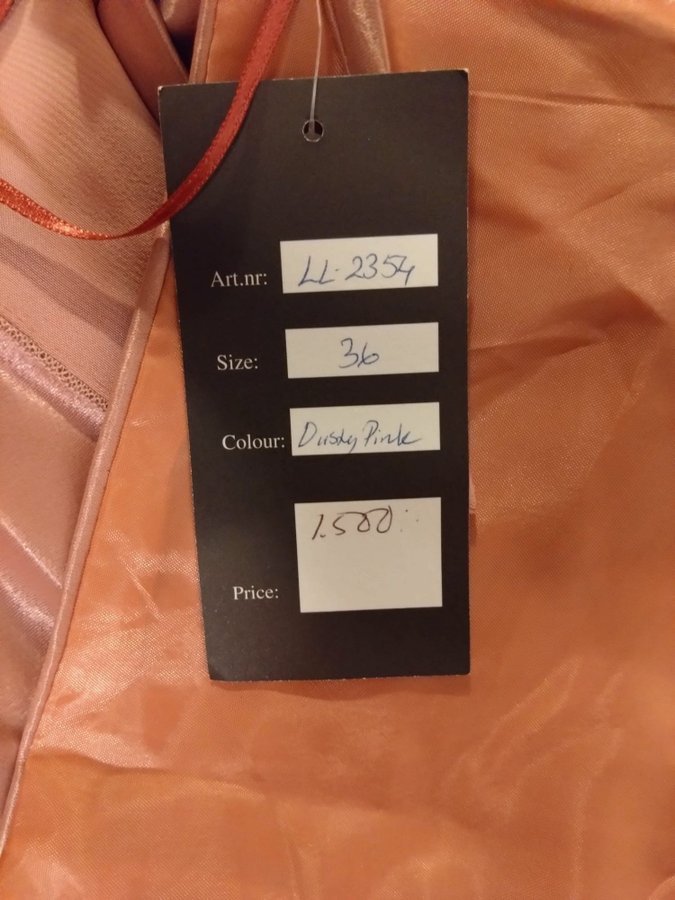 Art.nr: LL-2354
Size: 36
Colour: Dusty Pink
1.500
Price: